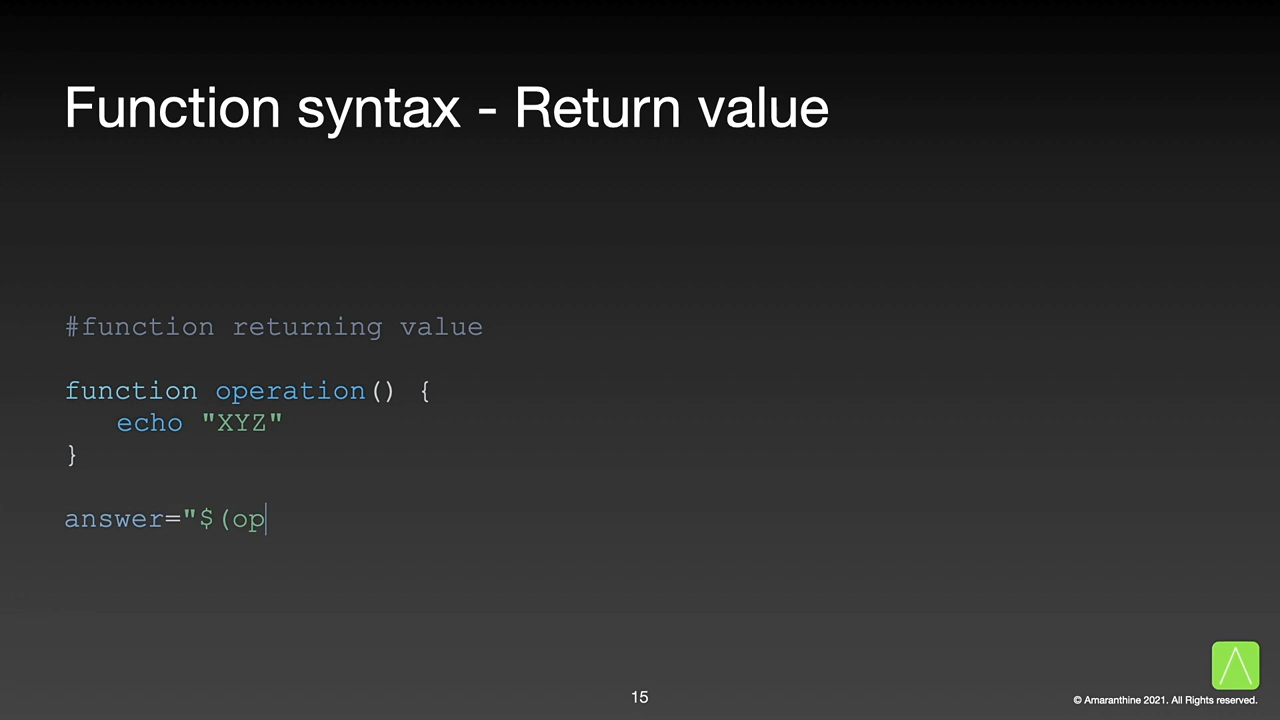 Function syntax - Return value
#function returning value
function operation() {
echo "XYZ"
}
answer="$(op
15
© Amaranthine 2021. All Rights reserved.